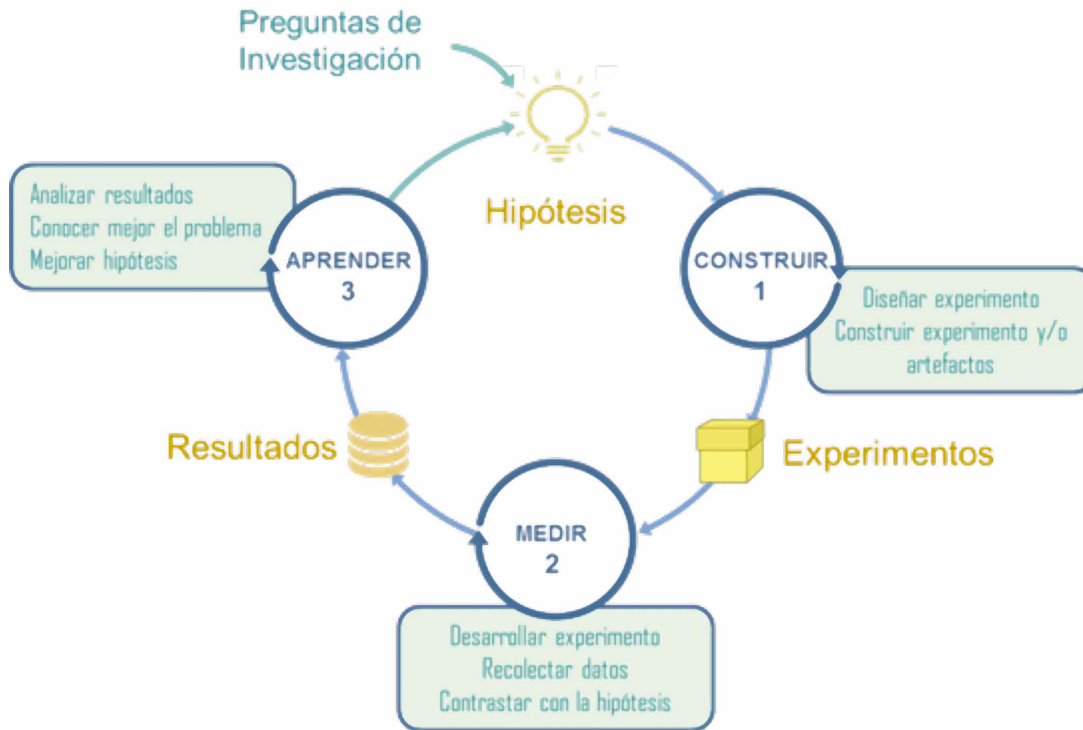 Preguntas de
Investigación
Hipótesis
CONSTRUIR
1
Diseñar experimento
Construir experimento y/o
artefactos
Experimentos
MEDIR
2
Desarrollar experimento
Recolectar datos
Contrastar con la hipótesis
Resultados
APRENDER
3
Analizar resultados
Conocer mejor el problema
Mejorar hipótesis